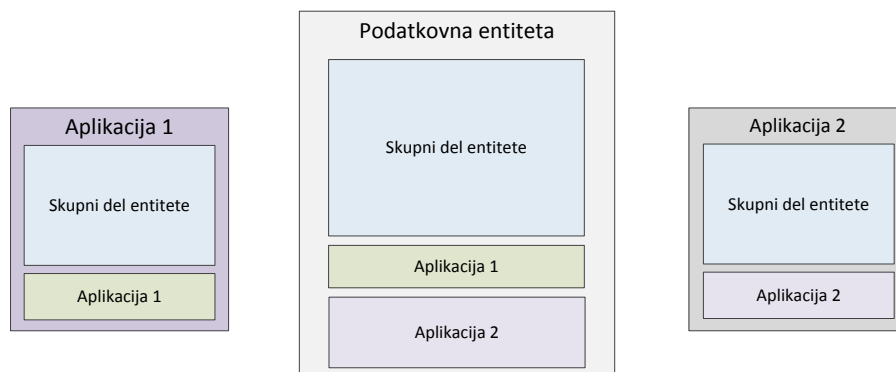 Podatkovna entiteta
Skupni del entitete
Aplikacija 1
Aplikacija 2
Aplikacija 1
Skupni del entitete
Aplikacija 1
Aplikacija 2
Skupni del entitete
Aplikacija 2